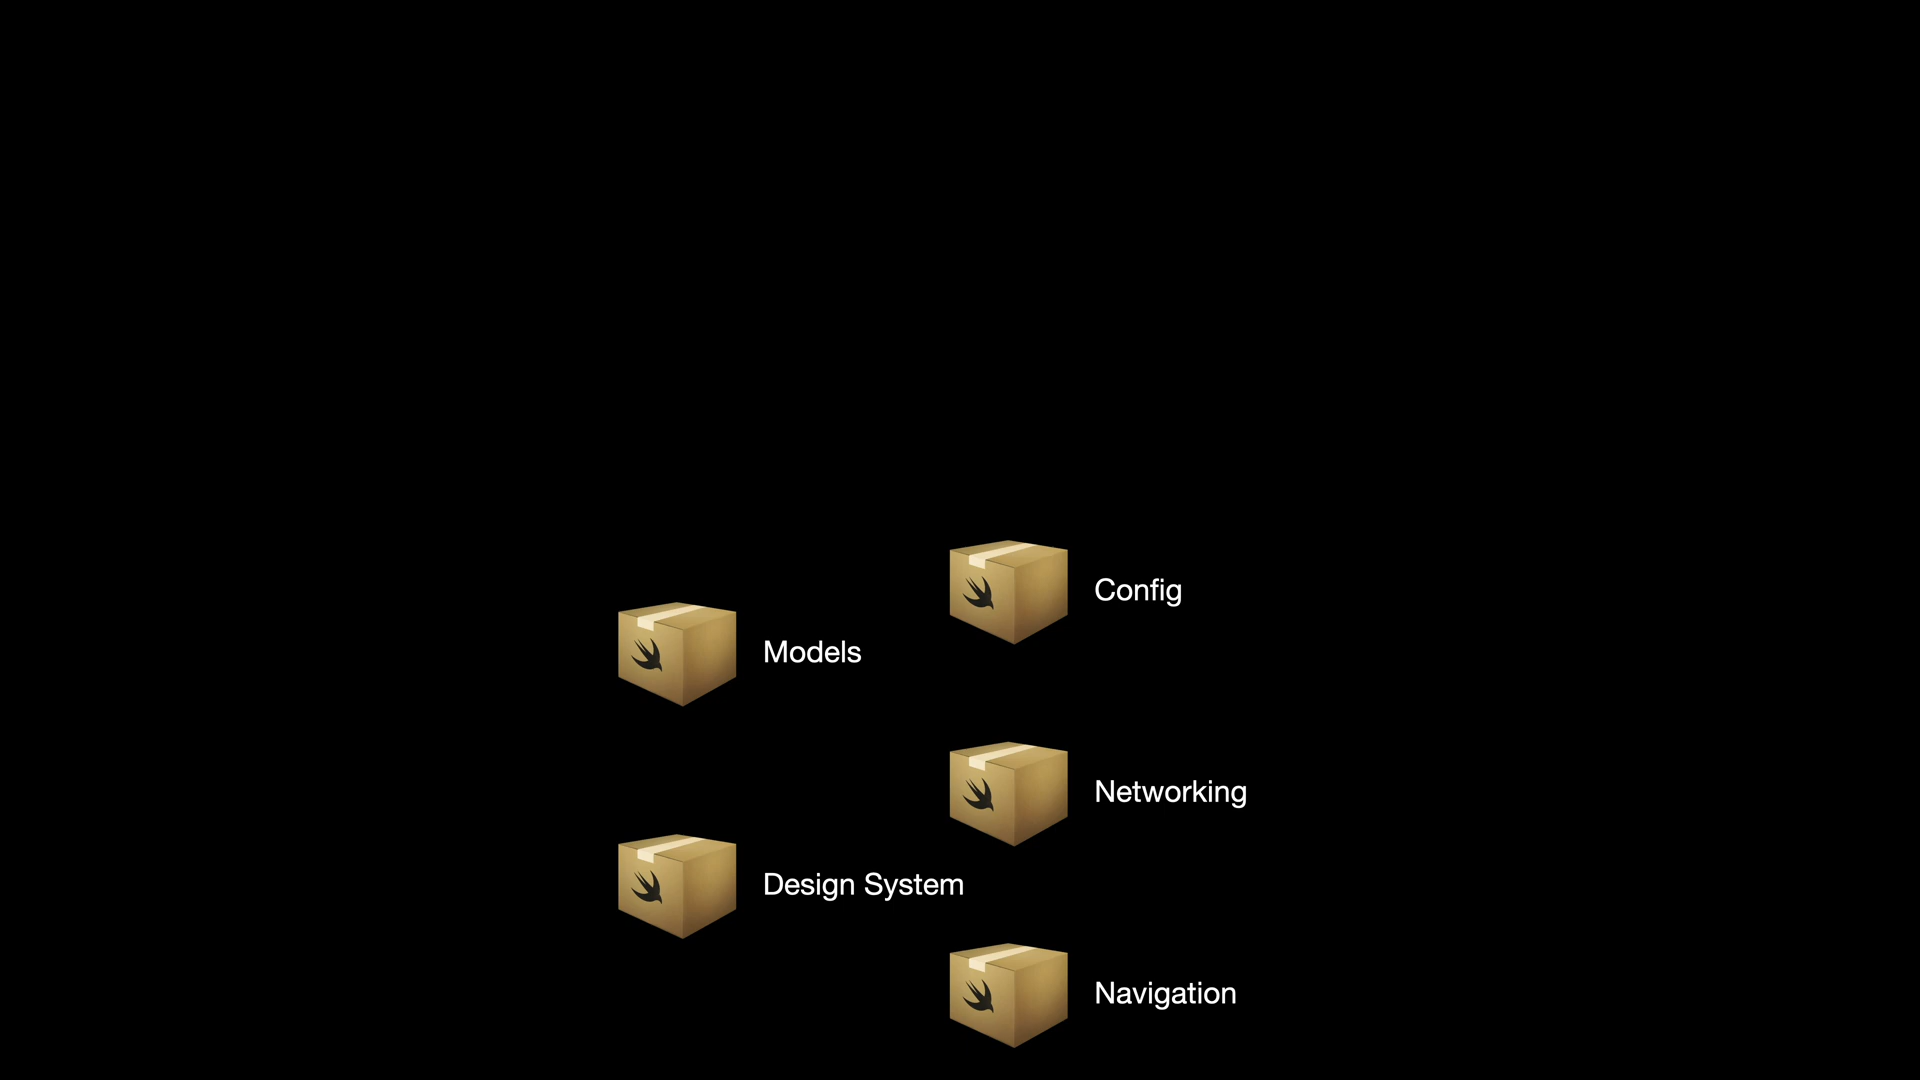 Config
Models
Networking
Design System
Navigation